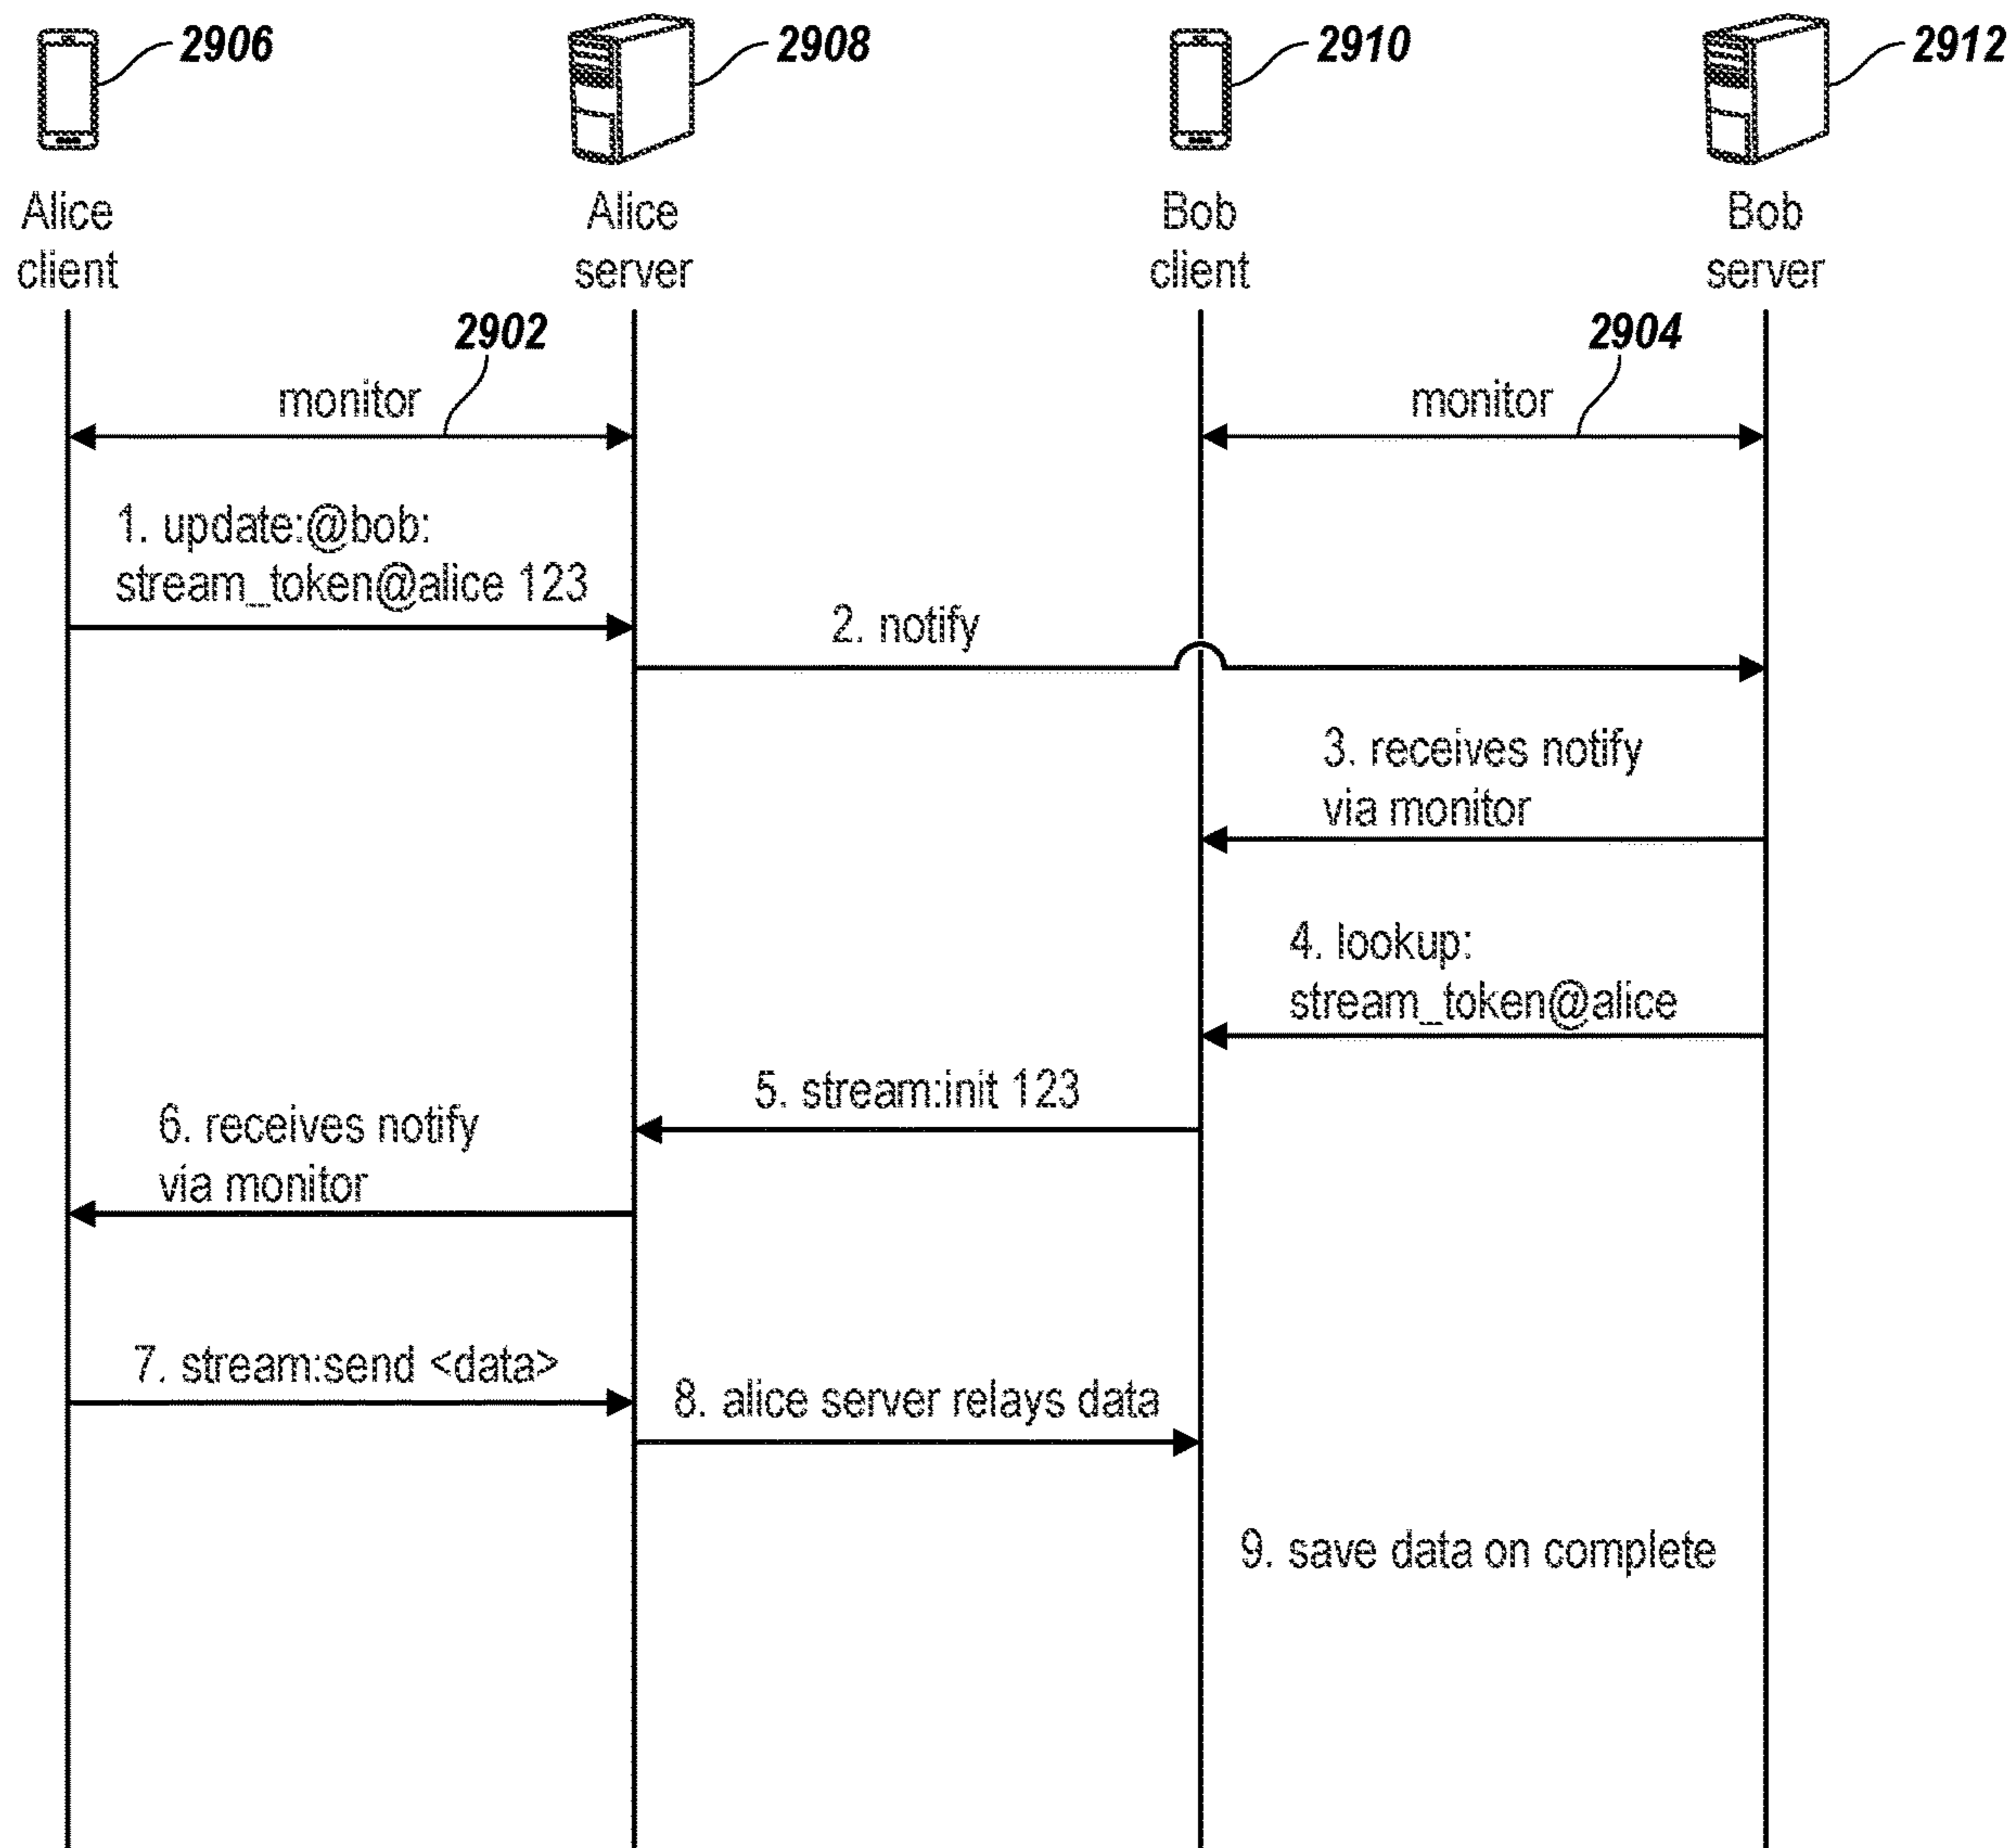 2906
2908
2910
2912
Alice
client
Alice
server
Bob
client
Bob
server
2902
2904
monitor
monitor
1. update:@bob:
stream_token@alice 123
2. notify
3. receives notify
via monitor
4. lookup:
stream_token@alice
5. stream:init 123
6. receives notify
via monitor
7. stream:send <data>
8. alice server relays data
9. save data on complete